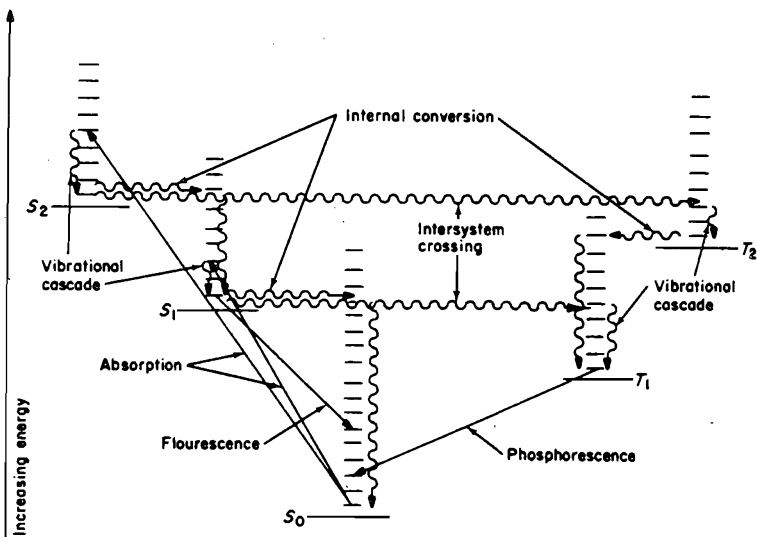 Internal conversion
S2
Intersystem
crossing
T2
Vibrational
cascade
Vibrational
cascade
S1
Absorption
T1
Flourescence
Phosphorescence
S0
Increasing energy